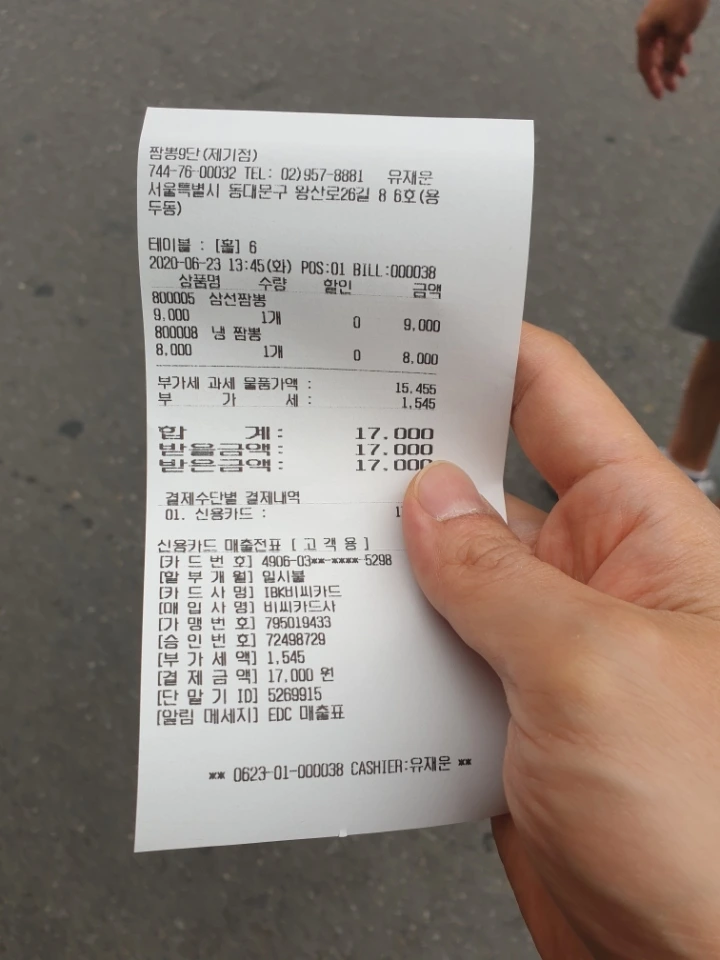 짬뽕9단(제기점)
744-76-00032 TEL: 02)957-8881 유재운
서울특별시 동대문구 왕산로26길 8 6호(용
두동)
테이블 : [홀] 6
2020-06-23 13:45(화) POS:01 BILL:000038
상품명 수량 할인 금액
800005 삼선짬뽕
9,000 1개 0 9,000
800008 냉 짬뽕
8,000 1개 0 8,000
부가세 과세 물품가액 : 15,455
부 가 세 : 1,545
합 계: 17,000
받을금액: 17,000
받은금액: 17,000
결제수단별 결제내역
01. 신용카드 :
신용카드 매출전표 [ 고 객 용 ]
[카 드 번 호] 4906-03**-****-5298
[할 부 개 월] 일시불
[카 드 사 명] IBK비씨카드
[매 입 사 명] 비씨카드사
[가 맹 번 호] 795019433
[승 인 번 호] 72498729
[부 가 세 액] 1,545
[결 제 금 액] 17,000 원
[단 말 기 ID] 5269915
[알림 메세지] EDC 매출표
** 0623-01-000038 CASHIER:유재운 **